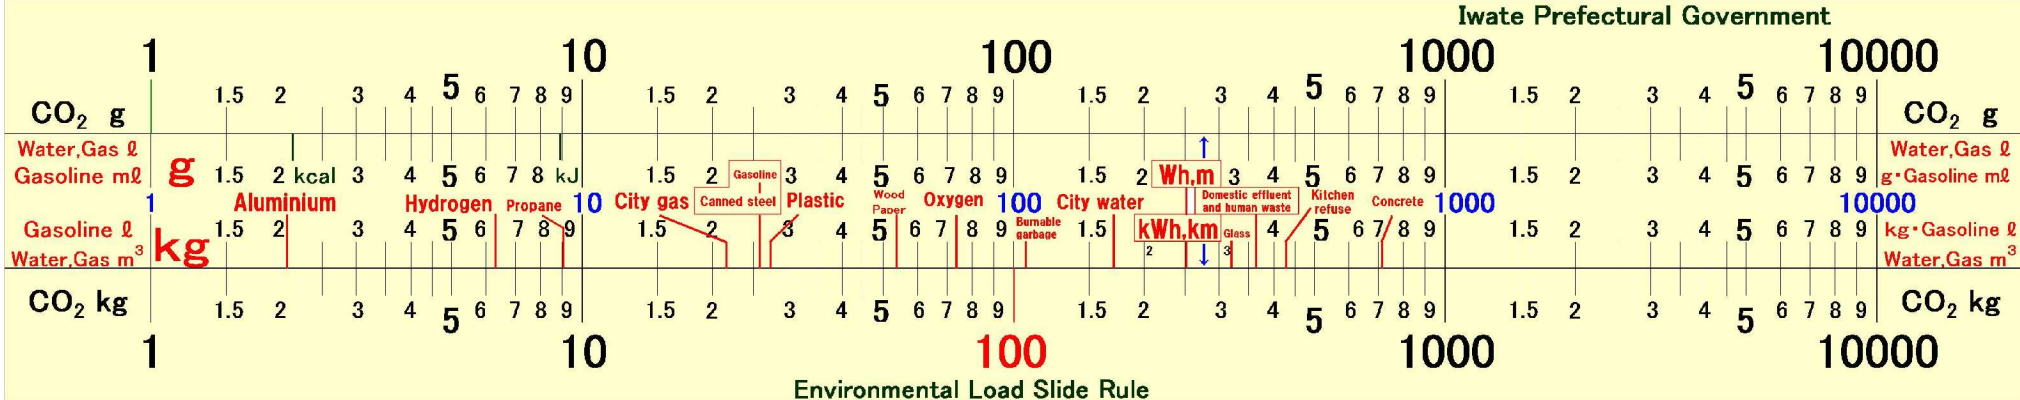 Iwate Prefectural Government
1 10 100 1000 10000
CO₂ g 1.5 2 3 4 5 6 7 8 9 1.5 2 3 4 5 6 7 8 9 1.5 2 3 4 5 6 7 8 9 1.5 2 3 4 5 6 7 8 9 CO₂ g
Water,Gas ℓ ↑ Water,Gas ℓ
Gasoline mℓ g 1.5 2 kcal 3 4 5 6 7 8 kJ 1.5 2 Gasoline 3 4 5 6 7 8 9 1.5 2 Wh,m 3 4 5 6 7 8 9 1.5 2 3 4 5 6 7 8 9 g·Gasoline mℓ
1 Aluminium Hydrogen Propane 10 City gas Canned steel Plastic Wood Paper Oxygen 100 City water Domestic effluent and human waste Kitchen refuse Concrete 1000 10000
Gasoline ℓ kg 1.5 2 3 4 5 6 7 8 9 1.5 2 3 4 5 6 7 8 9 Burnable garbage 1.5 kWh,km Glass 4 5 6 7 8 9 1.5 2 3 4 5 6 7 8 9 kg·Gasoline ℓ
Water,Gas m³ 2 ↓ 3 Water,Gas m³
CO₂ kg 1.5 2 3 4 5 6 7 8 9 1.5 2 3 4 5 6 7 8 9 1.5 2 3 4 5 6 7 8 9 1.5 2 3 4 5 6 7 8 9 CO₂ kg
1 10 100 1000 10000
Environmental Load Slide Rule